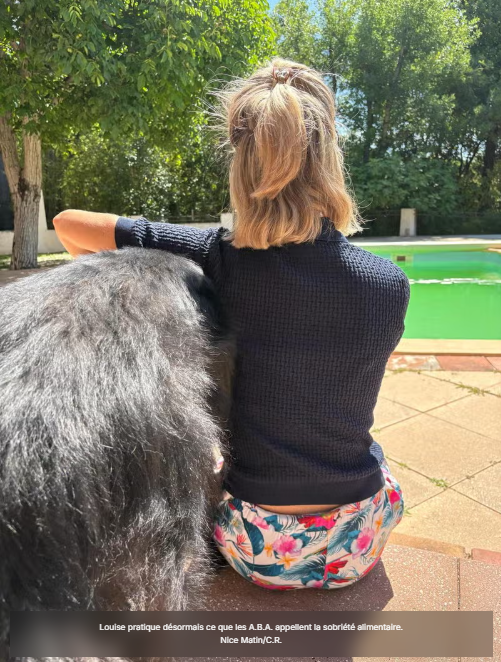 Louise pratique désormais ce que les A.B.A. appellent la sobriété alimentaire.
Nice Matin/C.R.